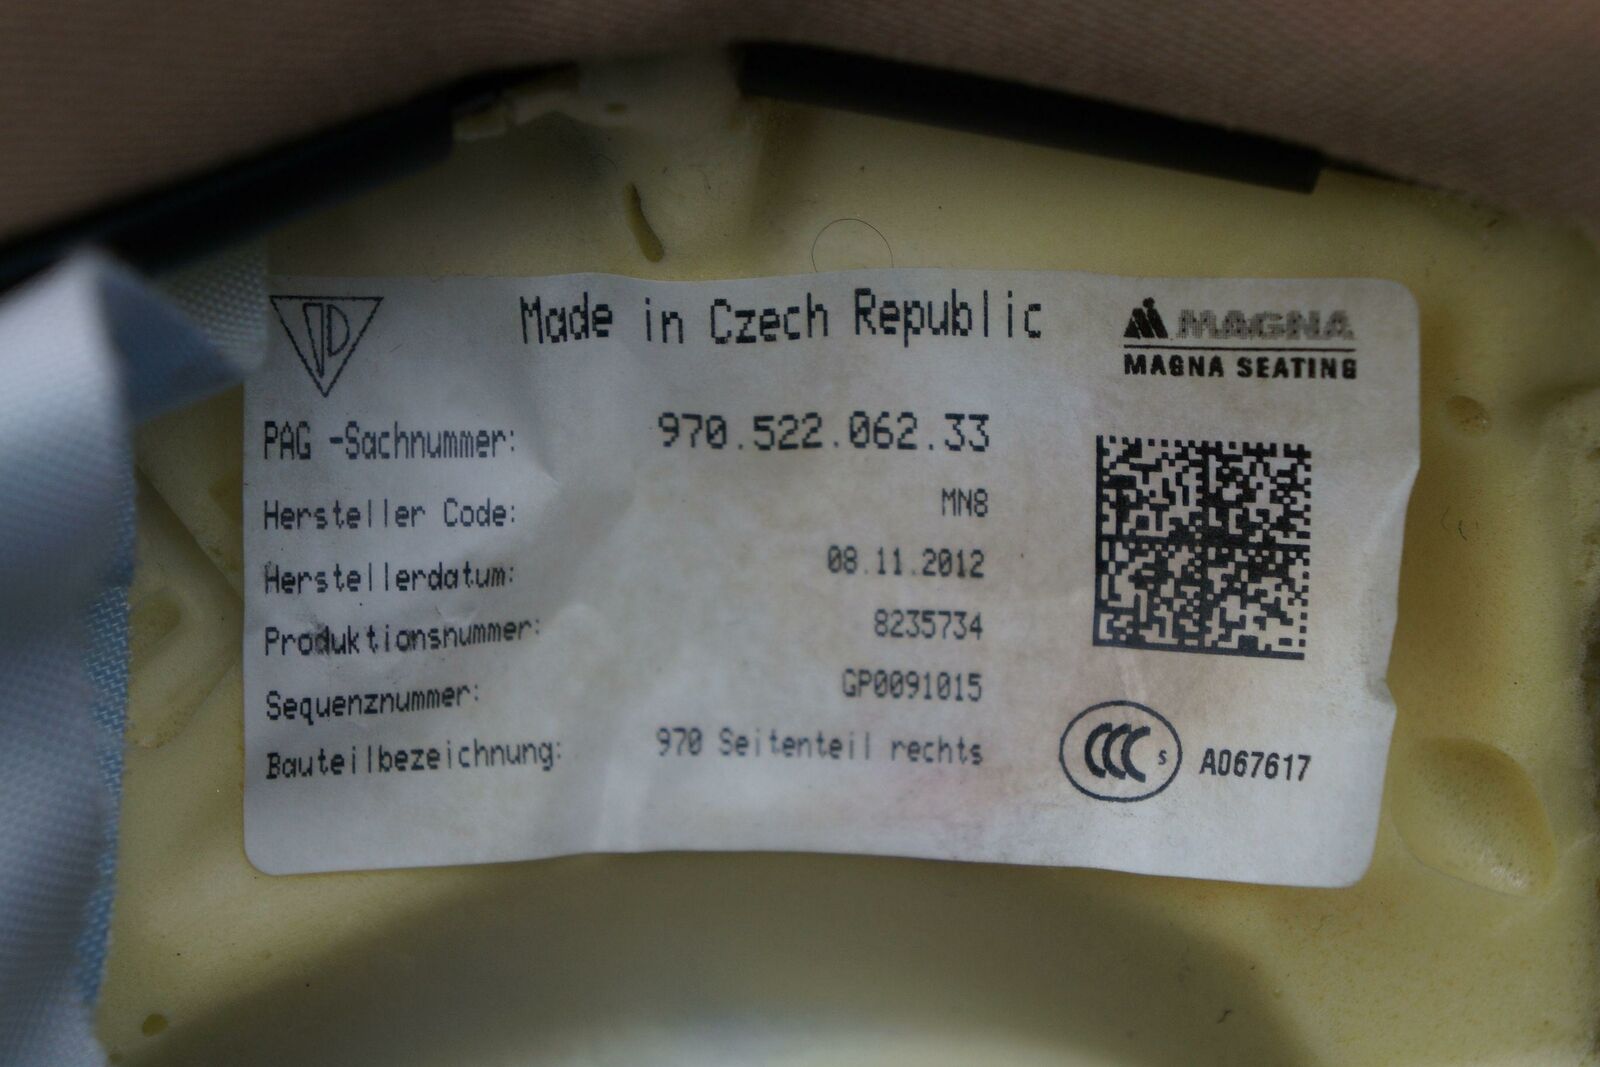 Made in Czech Republic
MAGNA
MAGNA SEATING
PAG -Sachnummer: 970.522.062.33
Hersteller Code: MN8
Herstellerdatum: 08.11.2012
Produktionsnummer: 8235734
Sequenznummer: GP0091015
Bauteilbezeichnung: 970 Seitenteil rechts
CCC S A067617